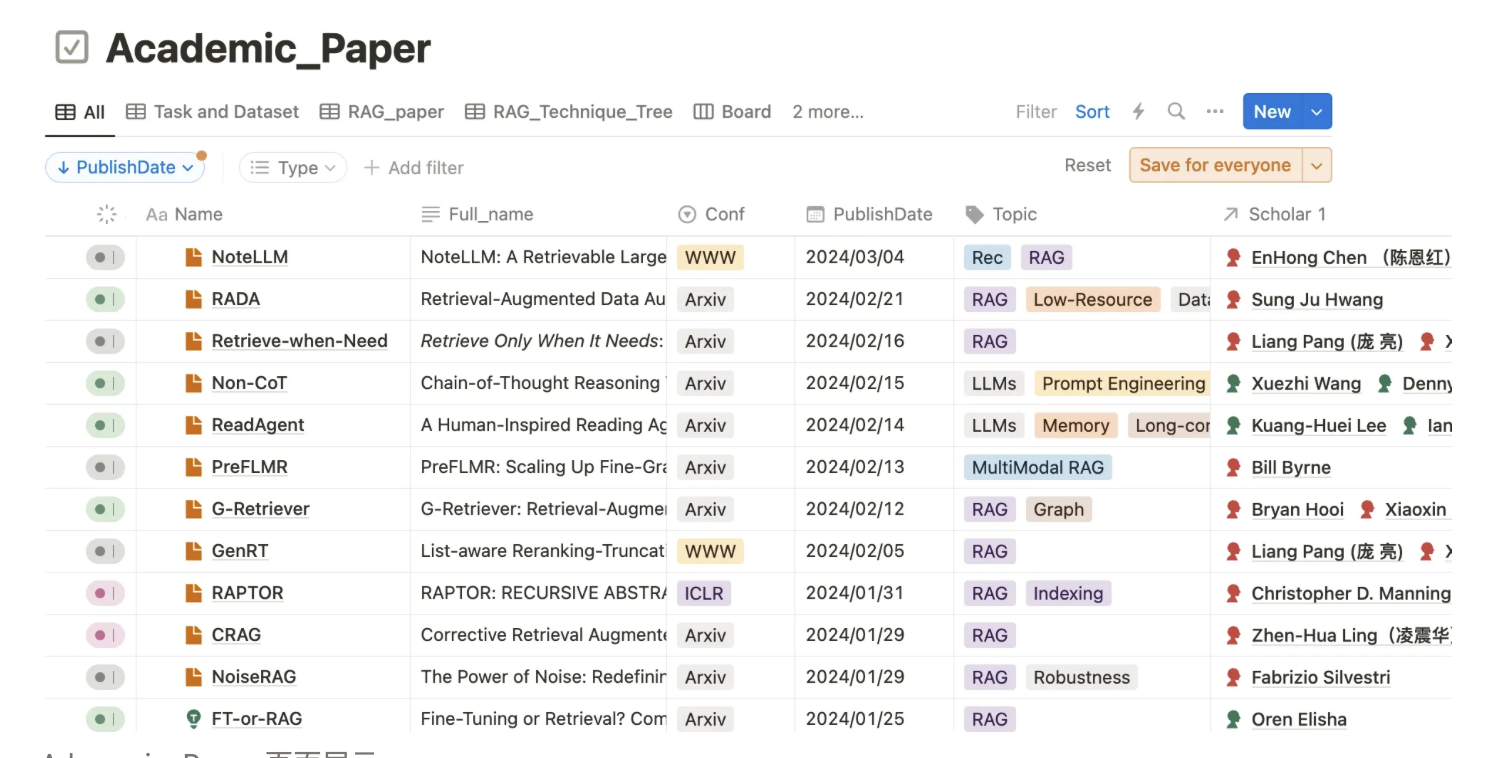 Academic_Paper
All Task and Dataset RAG_paper RAG_Technique_Tree Board 2 more... Filter Sort New
PublishDate Type Add filter Reset Save for everyone
Aa Name Full_name Conf PublishDate Topic Scholar 1
NoteLLM NoteLLM: A Retrievable Large WWW 2024/03/04 Rec RAG EnHong Chen （陈恩红）
RADA Retrieval-Augmented Data Au Arxiv 2024/02/21 RAG Low-Resource Data Sung Ju Hwang
Retrieve-when-Need Retrieve Only When It Needs: Arxiv 2024/02/16 RAG Liang Pang (庞 亮)
Non-CoT Chain-of-Thought Reasoning Arxiv 2024/02/15 LLMs Prompt Engineering Xuezhi Wang Denny
ReadAgent A Human-Inspired Reading Ag Arxiv 2024/02/14 LLMs Memory Long-cor Kuang-Huei Lee Ian
PreFLMR PreFLMR: Scaling Up Fine-Gra Arxiv 2024/02/13 MultiModal RAG Bill Byrne
G-Retriever G-Retriever: Retrieval-Augmer Arxiv 2024/02/12 RAG Graph Bryan Hooi Xiaoxin
GenRT List-aware Reranking-Truncati WWW 2024/02/05 RAG Liang Pang (庞 亮)
RAPTOR RAPTOR: RECURSIVE ABSTRA ICLR 2024/01/31 RAG Indexing Christopher D. Manning
CRAG Corrective Retrieval Augmente Arxiv 2024/01/29 RAG Zhen-Hua Ling（凌震华）
NoiseRAG The Power of Noise: Redefinin Arxiv 2024/01/29 RAG Robustness Fabrizio Silvestri
FT-or-RAG Fine-Tuning or Retrieval? Com Arxiv 2024/01/25 RAG Oren Elisha